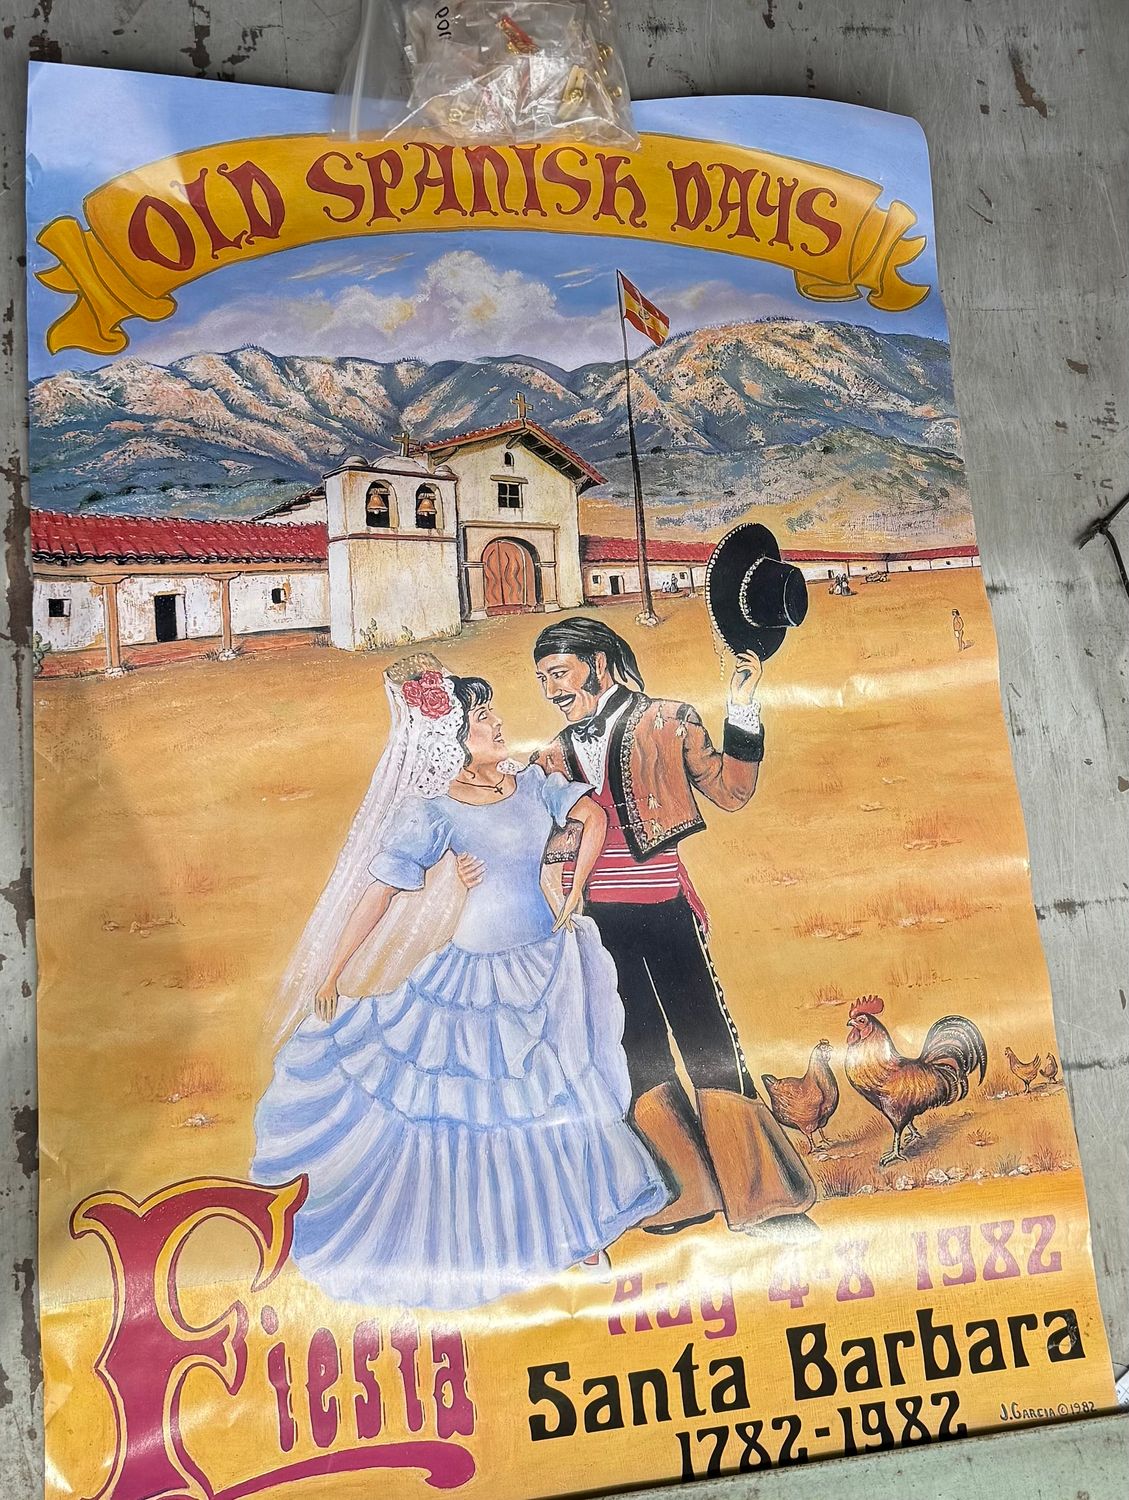 OLD SPANISH DAYS
Fiesta
Aug 4-8 1982
Santa Barbara
1782-1982
J. GARCIA © 1982